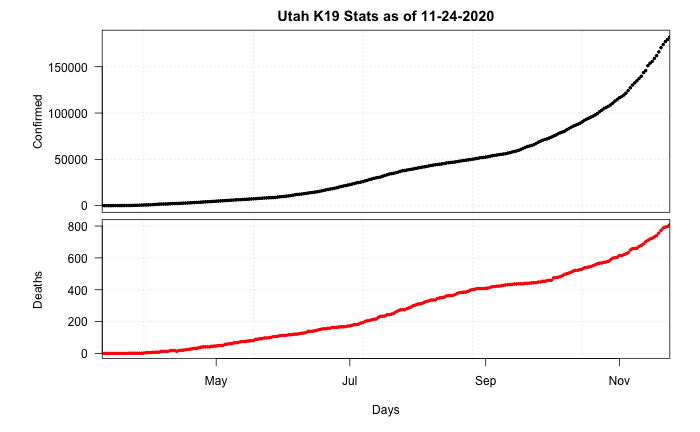 Utah K19 Stats as of 11-24-2020
Confirmed
150000
100000
50000
0
Deaths
800
600
400
200
0
May Jul Sep Nov
Days